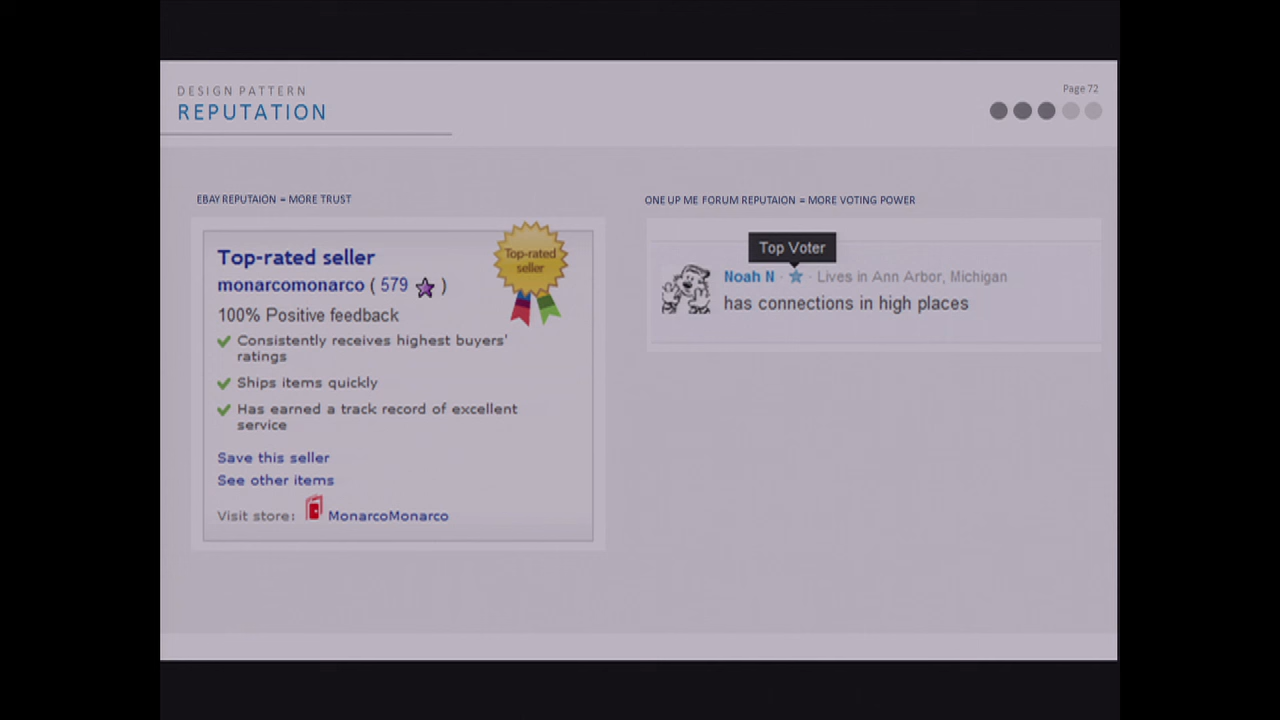 DESIGN PATTERN
REPUTATION
Page 72
EBAY REPUTAION = MORE TRUST
Top-rated seller
monarcomonarco ( 579 )
100% Positive feedback
Consistently receives highest buyers'
ratings
Ships items quickly
Has earned a track record of excellent
service
Save this seller
See other items
Visit store: MonarcoMonarco
Top-rated
seller
ONE UP ME FORUM REPUTAION = MORE VOTING POWER
Top Voter
Noah N · · Lives in Ann Arbor, Michigan
has connections in high places